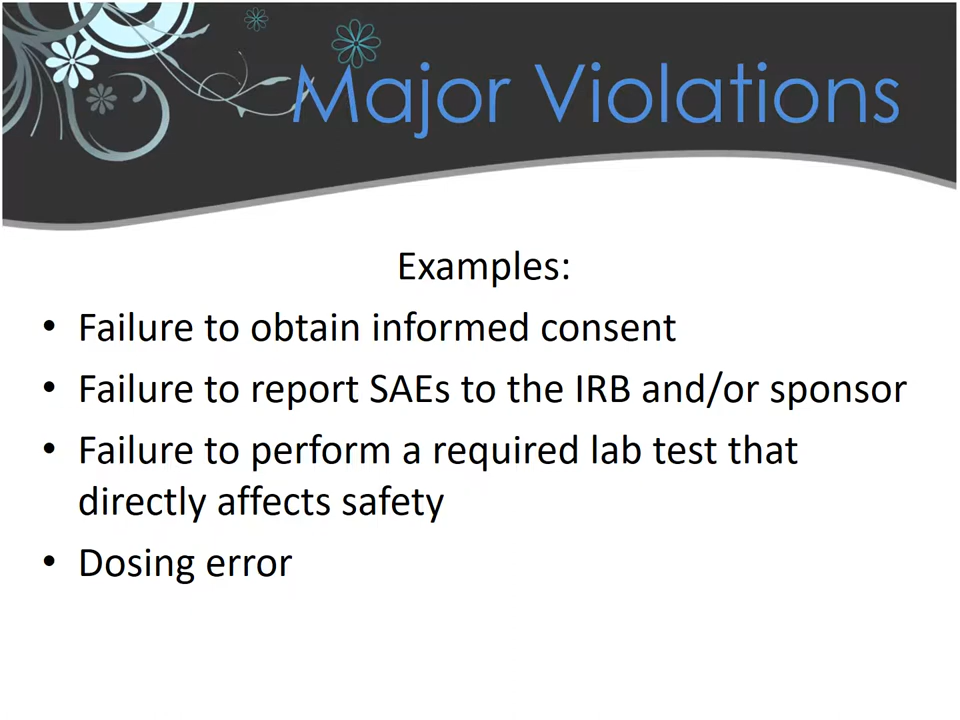 Major Violations
Examples:
• Failure to obtain informed consent
• Failure to report SAEs to the IRB and/or sponsor
• Failure to perform a required lab test that
directly affects safety
• Dosing error